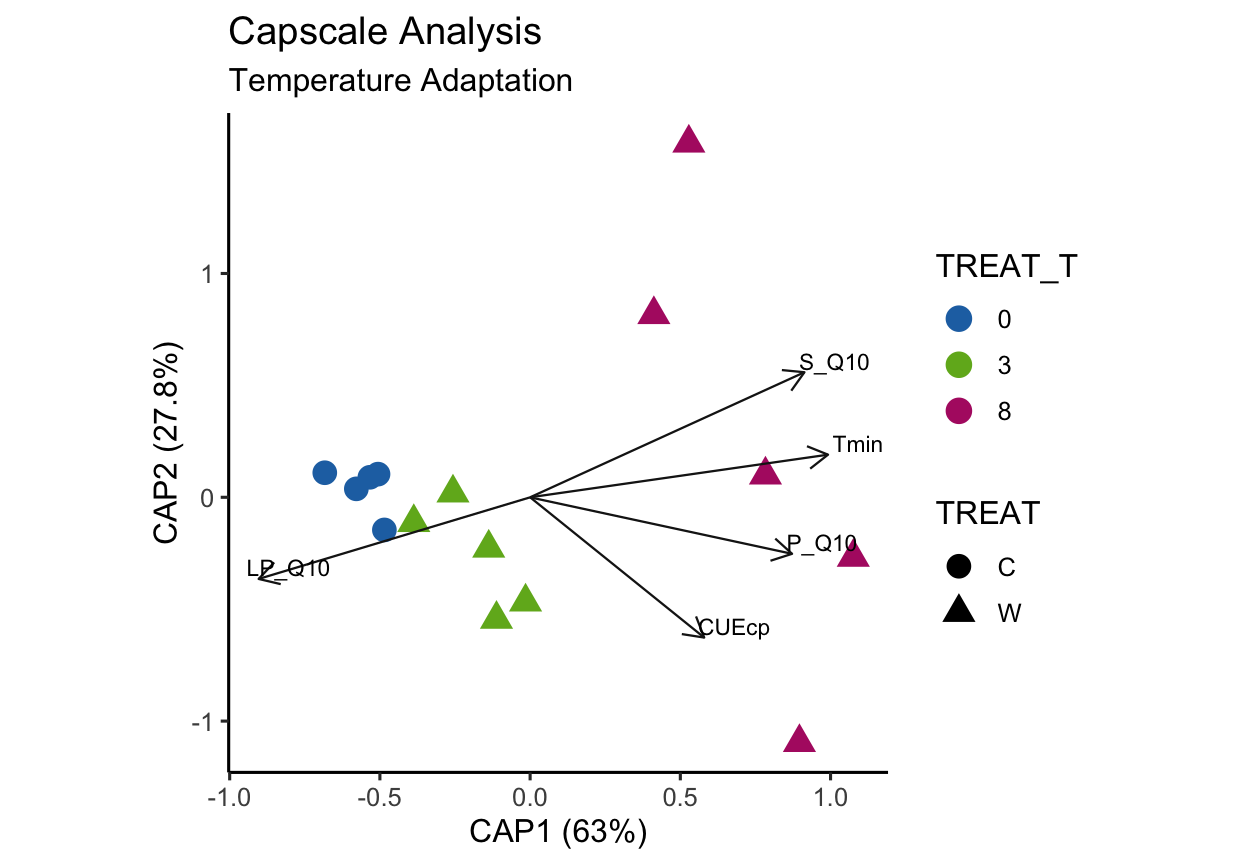 Capscale Analysis
Temperature Adaptation
CAP2 (27.8%)
1
0
-1
S_Q10
Tmin
P_Q10
LP_Q10
CUEcp
-1.0
-0.5
0.0
0.5
1.0
CAP1 (63%)
TREAT_T
0
3
8
TREAT
C
W